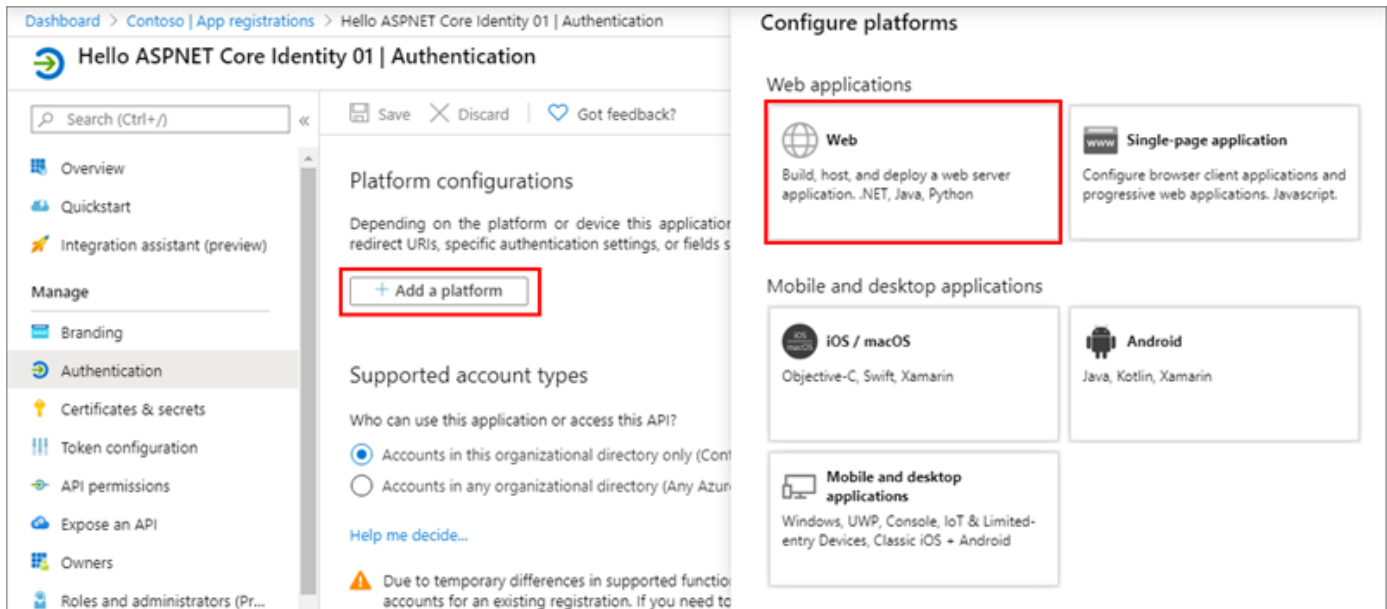 Dashboard > Contoso | App registrations > Hello ASPNET Core Identity 01 | Authentication
Hello ASPNET Core Identity 01 | Authentication
Search (Ctrl+/)
«
Overview
Quickstart
Integration assistant (preview)
Manage
Branding
Authentication
Certificates & secrets
Token configuration
API permissions
Expose an API
Owners
Roles and administrators (Pr...
Save
Discard
Got feedback?
Platform configurations
Depending on the platform or device this application
redirect URIs, specific authentication settings, or fields s
+ Add a platform
Supported account types
Who can use this application or access this API?
Accounts in this organizational directory only (Cont
Accounts in any organizational directory (Any Azur
Help me decide...
Due to temporary differences in supported functio
accounts for an existing registration. If you need to
Configure platforms
Web applications
Web
Build, host, and deploy a web server
application. .NET, Java, Python
www
Single-page application
Configure browser client applications and
progressive web applications. Javascript.
Mobile and desktop applications
iOS
macOS
iOS / macOS
Objective-C, Swift, Xamarin
Android
Java, Kotlin, Xamarin
Mobile and desktop
applications
Windows, UWP, Console, IoT & Limited-
entry Devices, Classic iOS + Android